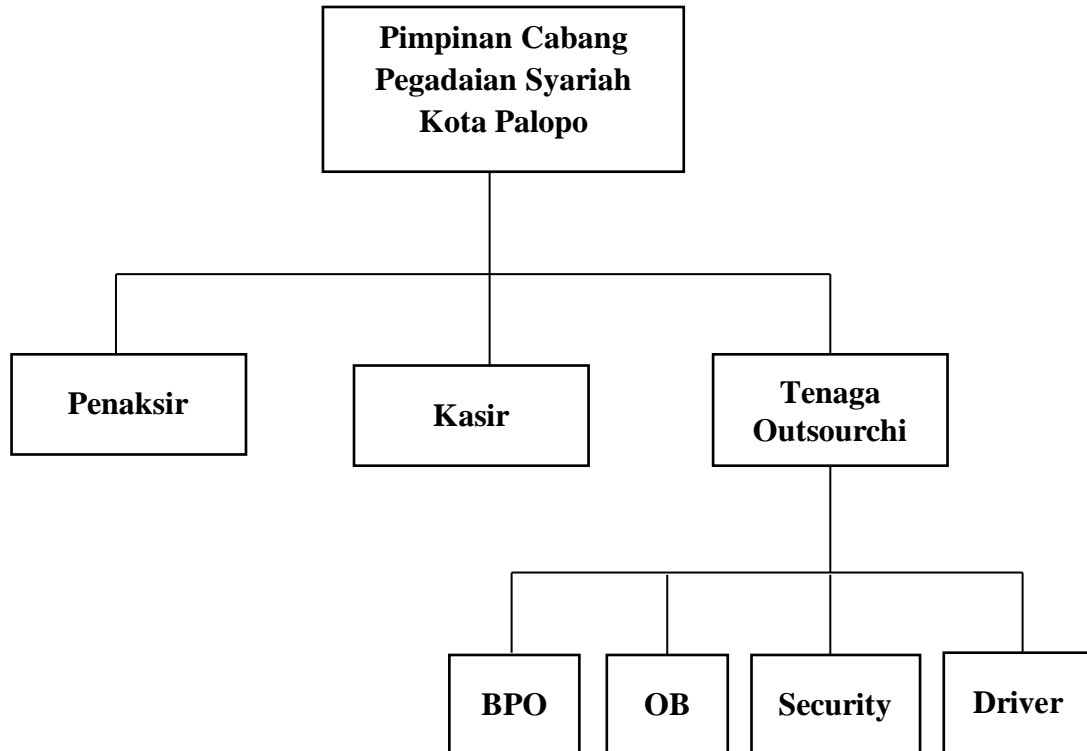 Pimpinan Cabang
Pegadaian Syariah
Kota Palopo
Penaksir
Kasir
Tenaga
Outsourchi
BPO
OB
Security
Driver